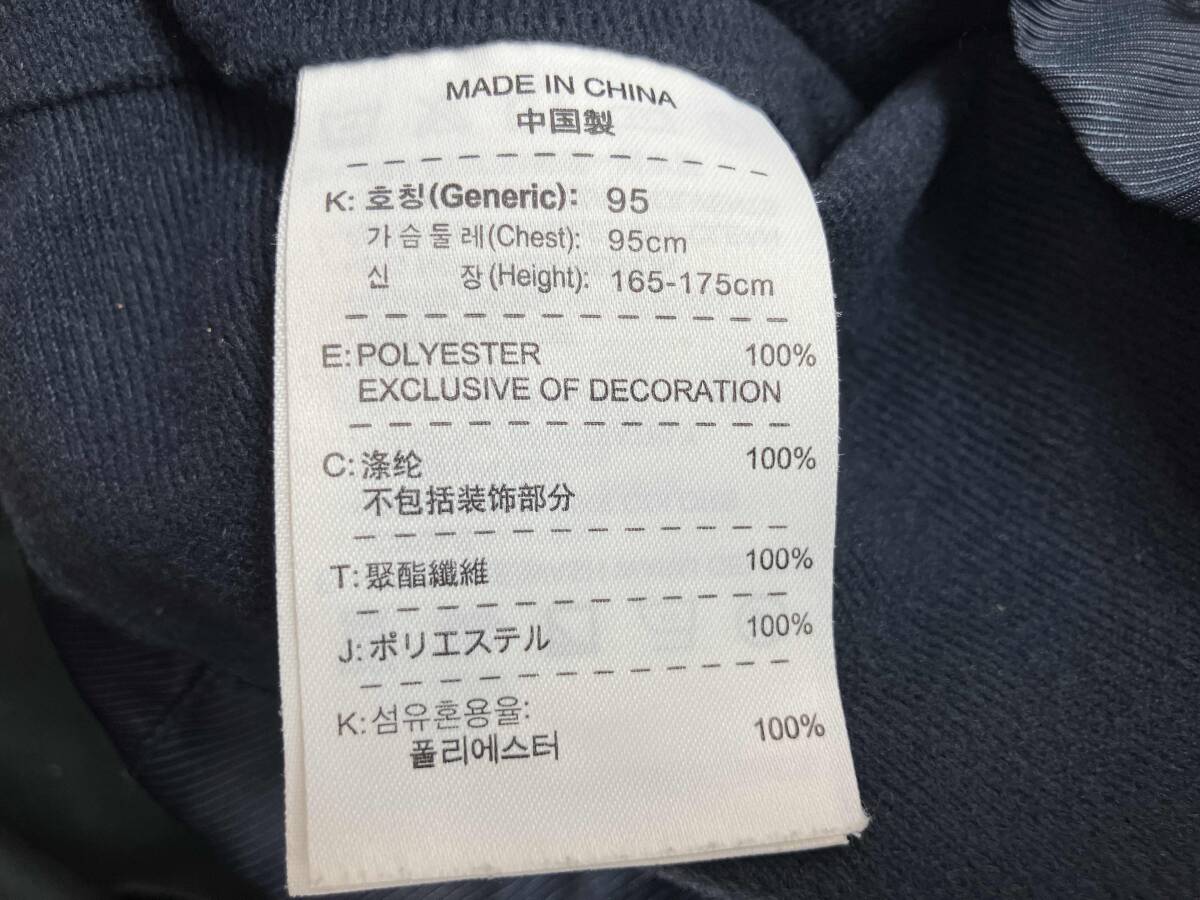 MADE IN CHINA
中国製
K: 호칭(Generic): 95
가슴둘레(Chest): 95cm
신 장(Height): 165-175cm
E: POLYESTER 100%
EXCLUSIVE OF DECORATION
C: 涤纶 100%
不包括装饰部分
T: 聚酯纖維 100%
J: ポリエステル 100%
K: 섬유혼용율:
폴리에스터 100%